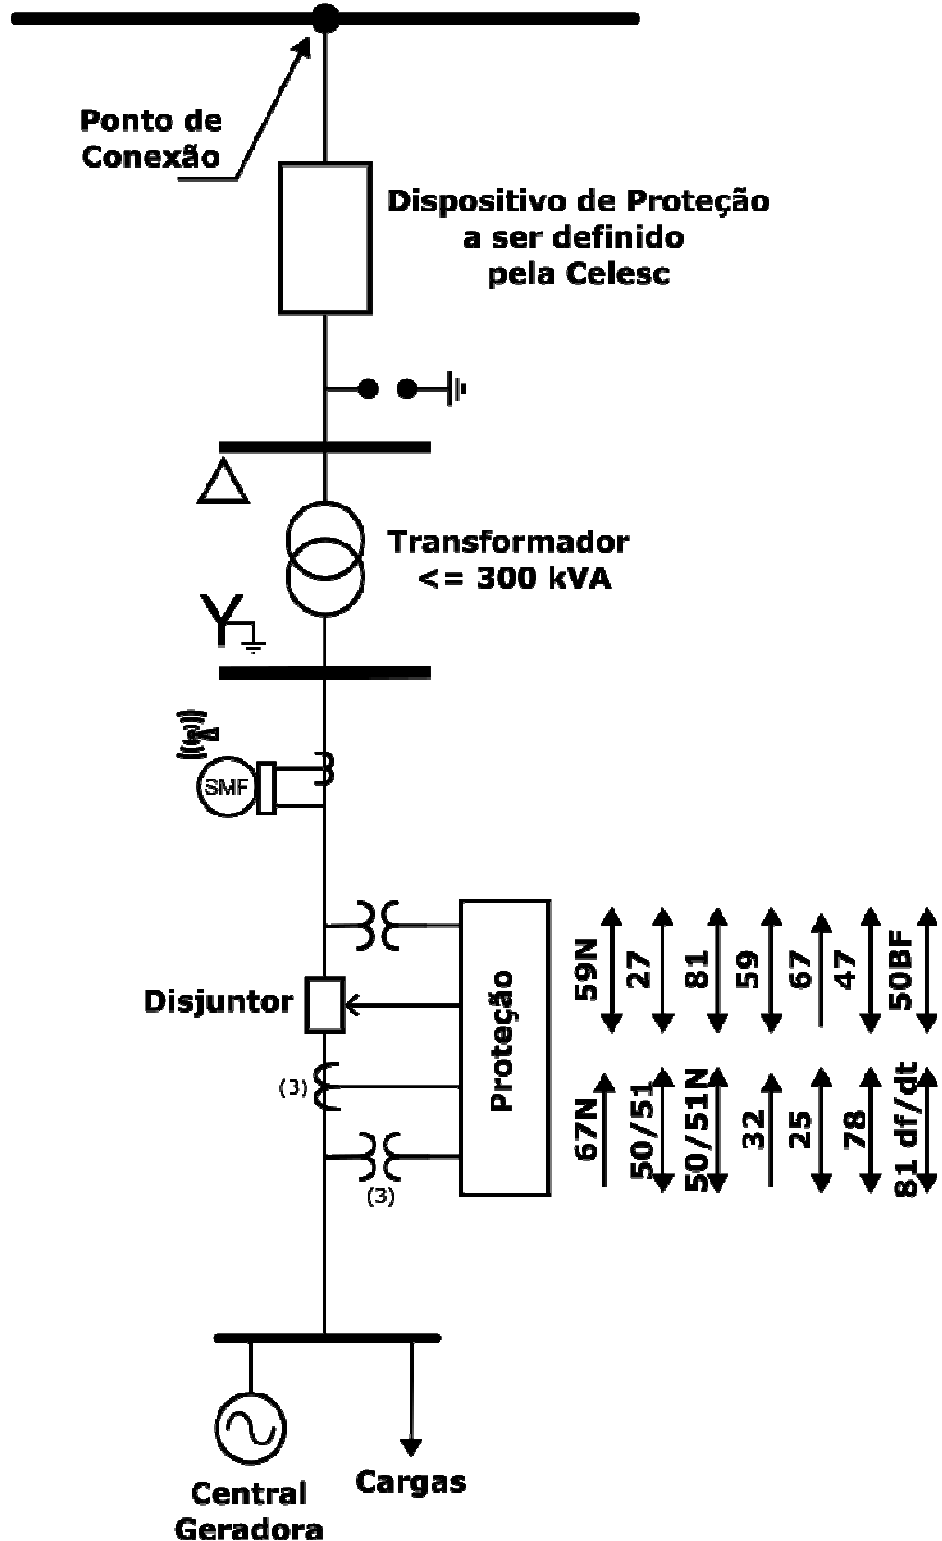 Ponto de
Conexão
Dispositivo de Proteção
a ser definido
pela Celesc
Transformador
<= 300 kVA
SMF
Disjuntor
Proteção
59N
27
81
59
67
47
50BF
67N
50/51
50/51N
32
25
78
81 df/dt
(3)
(3)
Central
Geradora
Cargas